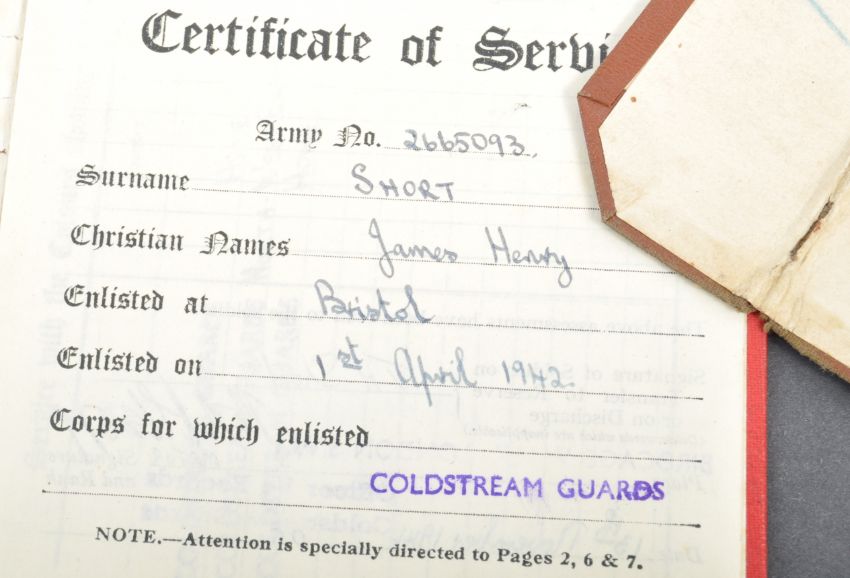 Certificate of Servi
Army No. 2665093.
Surname SHORT
Christian Names James Henry
Enlisted at Bristol
Enlisted on 1st April 1942.
Corps for which enlisted
COLDSTREAM GUARDS
NOTE.—Attention is specially directed to Pages 2, 6 & 7.